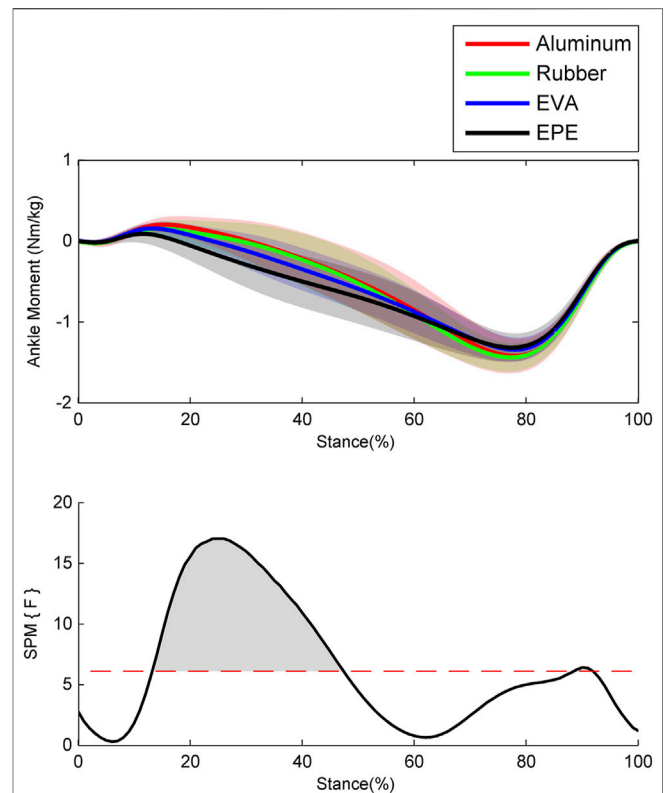 Aluminum
Rubber
EVA
EPE
1
0
-1
-2
Ankle Moment (Nm/kg)
0 20 40 60 80 100
Stance(%)
20
15
10
5
0
SPM { F }
0 20 40 60 80 100
Stance(%)